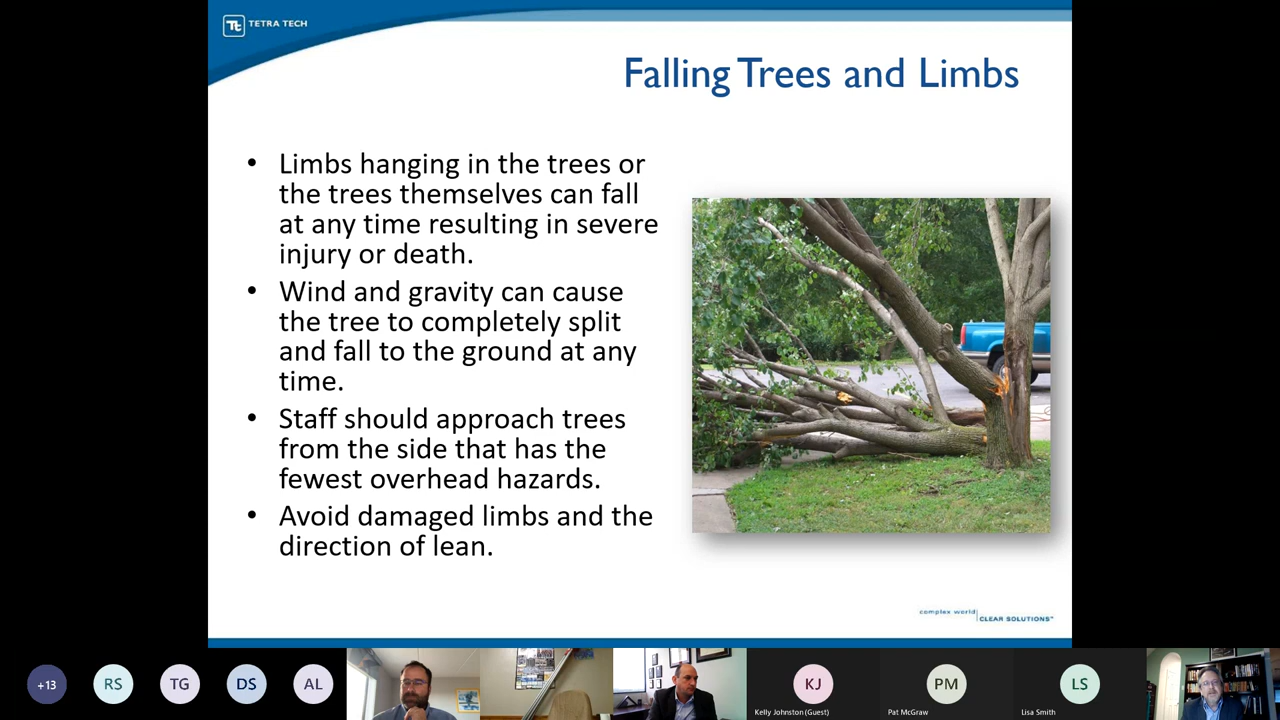 Tt TETRA TECH
Falling Trees and Limbs
• Limbs hanging in the trees or
the trees themselves can fall
at any time resulting in severe
injury or death.
• Wind and gravity can cause
the tree to completely split
and fall to the ground at any
time.
• Staff should approach trees
from the side that has the
fewest overhead hazards.
• Avoid damaged limbs and the
direction of lean.
complex world
CLEAR SOLUTIONS™
+13
RS
TG
DS
AL
KJ
Kelly Johnston (Guest)
PM
Pat McGraw
LS
Lisa Smith